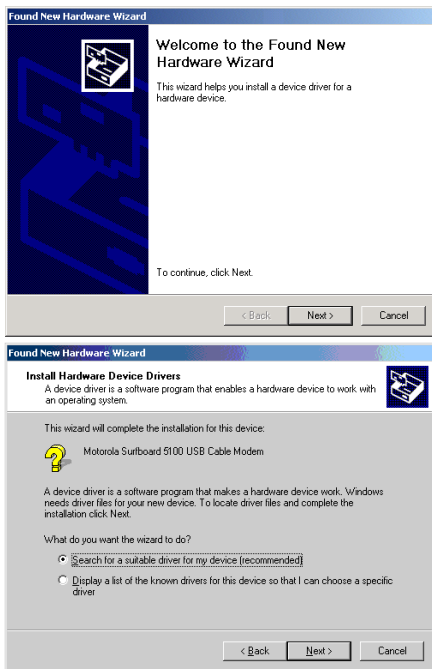 Found New Hardware Wizard
Welcome to the Found New
Hardware Wizard
This wizard helps you install a device driver for a
hardware device.
To continue, click Next.
< Back
Next >
Cancel
Found New Hardware Wizard
Install Hardware Device Drivers
A device driver is a software program that enables a hardware device to work with
an operating system.
This wizard will complete the installation for this device:
Motorola Surfboard 5100 USB Cable Modem
A device driver is a software program that makes a hardware device work. Windows
needs driver files for your new device. To locate driver files and complete the
installation click Next.
What do you want the wizard to do?
Search for a suitable driver for my device (recommended)
Display a list of the known drivers for this device so that I can choose a specific
driver
< Back
Next >
Cancel